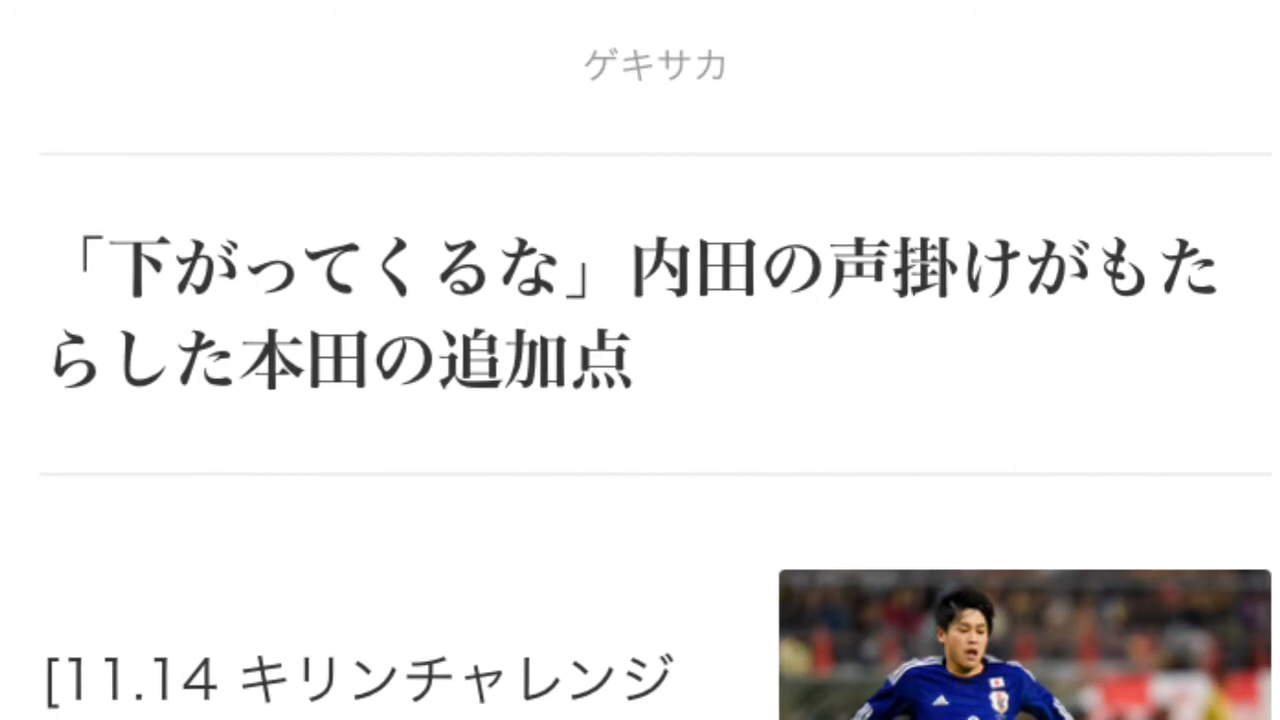 ゲキサカ
「下がってくるな」内田の声掛けがもた
らした本田の追加点
[11.14 キリンチャレンジ